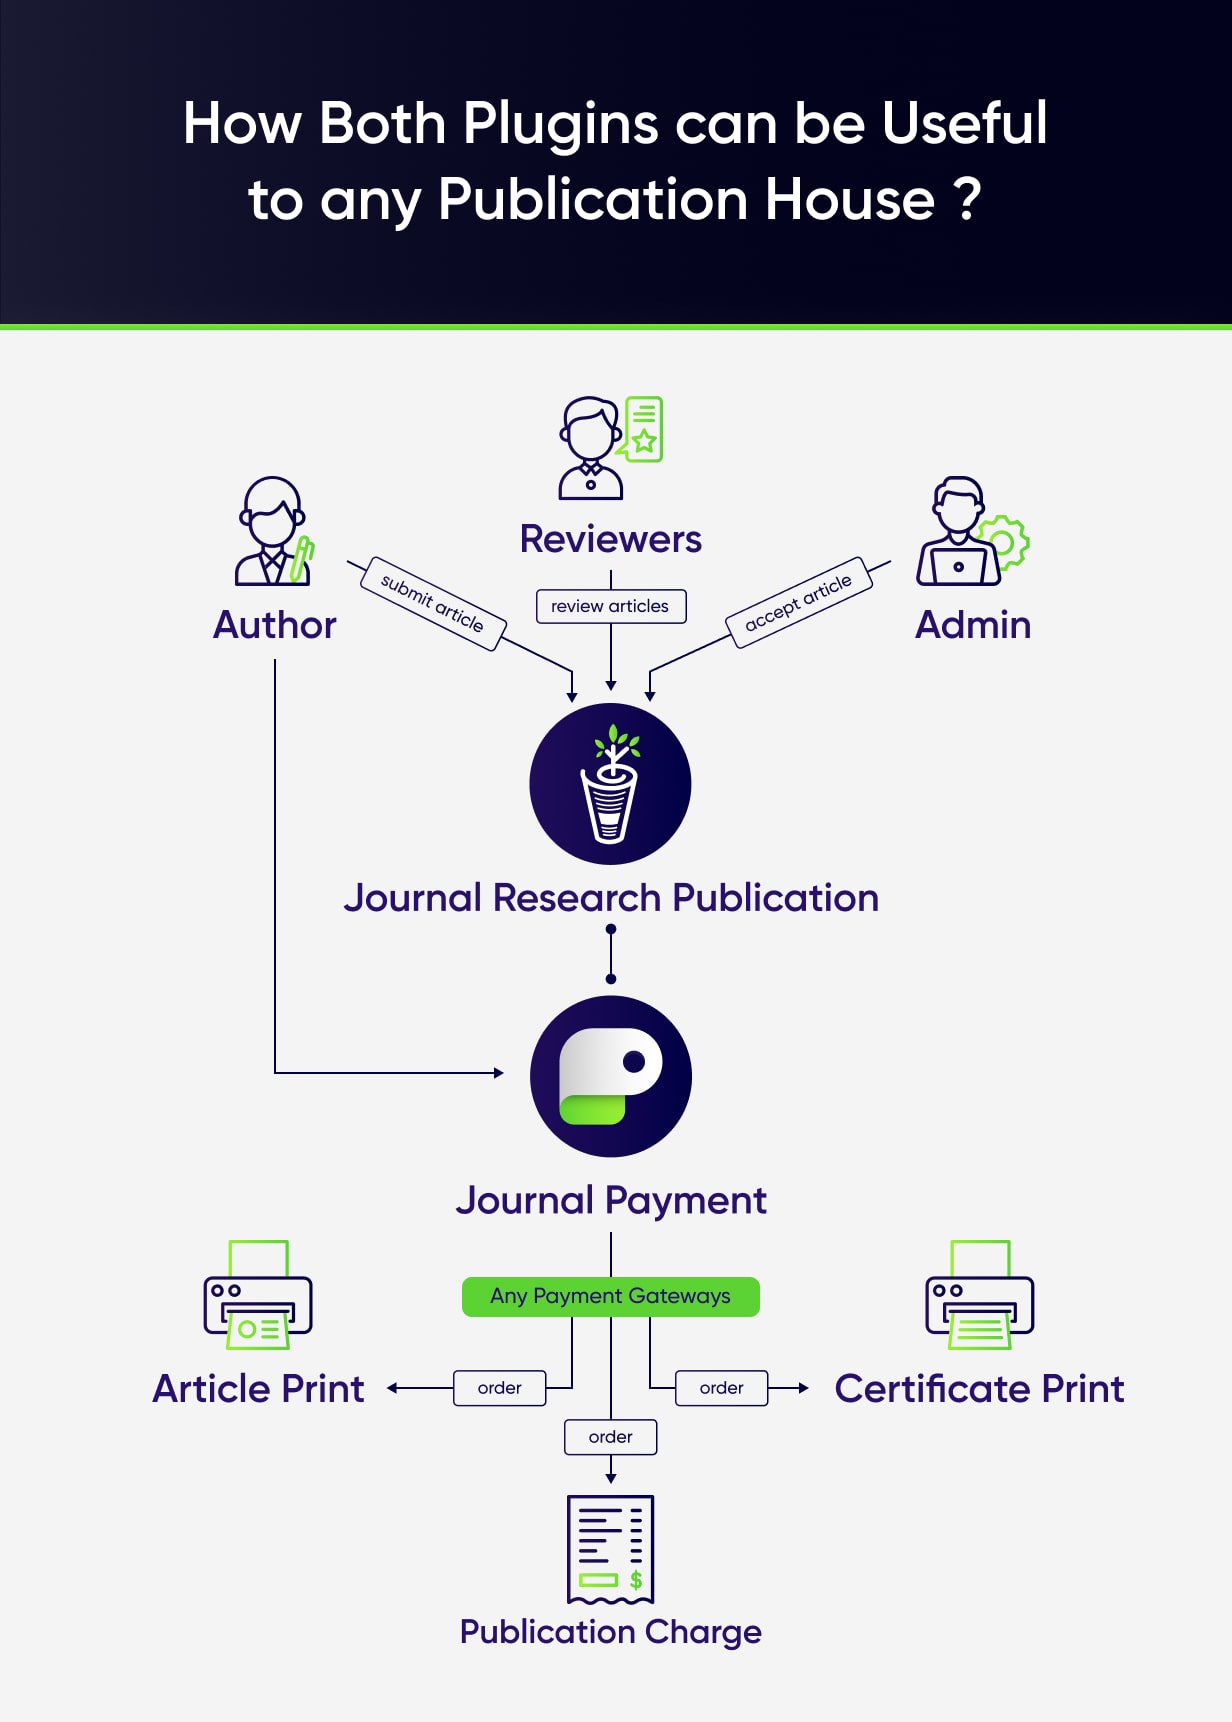 How Both Plugins can be Useful
to any Publication House ?
Reviewers
Author
submit article
review articles
accept article
Admin
Journal Research Publication
Journal Payment
Any Payment Gateways
Article Print
order
order
Certificate Print
order
$
Publication Charge